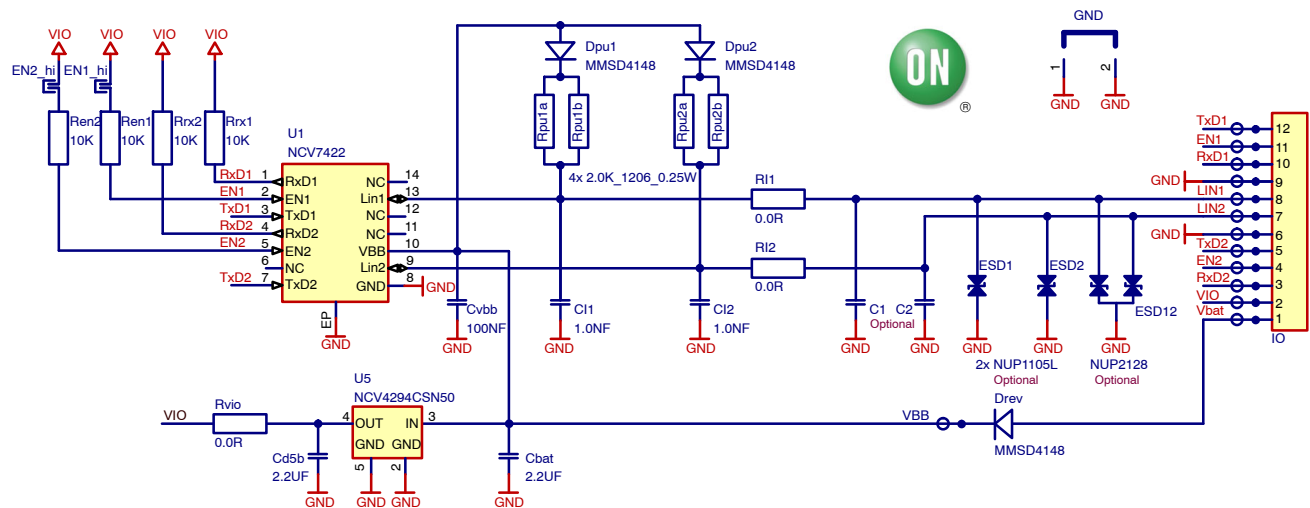 VIO VIO VIO VIO
EN2_hi EN1_hi
Ren2 Ren1 Rrx2 Rrx1
10K 10K 10K 10K
Dpu1
MMSD4148
Dpu2
MMSD4148
Rpu1a
Rpu1b
Rpu2a
Rpu2b
4x 2.0K_1206_0.25W
ON
®
GND
1
2
GND GND
U1
NCV7422
RxD1 1 RxD1
EN1 2 EN1
TxD1 3 TxD1
RxD2 4 RxD2
EN2 5 EN2
6 NC
TxD2 7 TxD2
NC 14
Lin1 13
NC 12
NC 11
VBB 10
Lin2 9
GND 8
GND
EP
GND
Cvbb
100NF
GND
Cl1
1.0NF
GND
Cl2
1.0NF
GND
Rl1
0.0R
Rl2
0.0R
C1 C2
Optional
GND GND
ESD1
ESD2
ESD12
GND GND GND
2x NUP1105L
Optional
NUP2128
Optional
TxD1 12
EN1 11
RxD1 10
GND 9
LIN1 8
LIN2 7
GND 6
TxD2 5
EN2 4
RxD2 3
VIO 2
Vbat 1
IO
VIO
Rvio
0.0R
Cd5b
2.2UF
GND
U5
NCV4294CSN50
4 OUT IN 3
GND GND
5 2
GND GND
Cbat
2.2UF
GND
VBB
Drev
MMSD4148